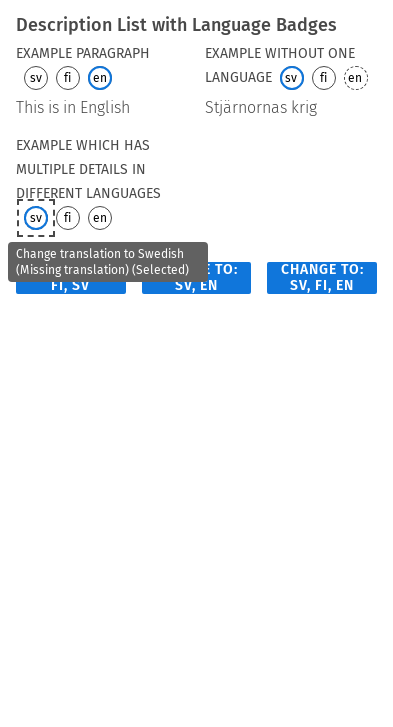 Description List with Language Badges
EXAMPLE PARAGRAPH
sv fi en
This is in English
EXAMPLE WITHOUT ONE
LANGUAGE sv fi en
Stjärnornas krig
EXAMPLE WHICH HAS
MULTIPLE DETAILS IN
DIFFERENT LANGUAGES
sv fi en
Change translation to Swedish
(Missing translation) (Selected)
FI, SV
TO:
SV, EN
CHANGE TO:
SV, FI, EN